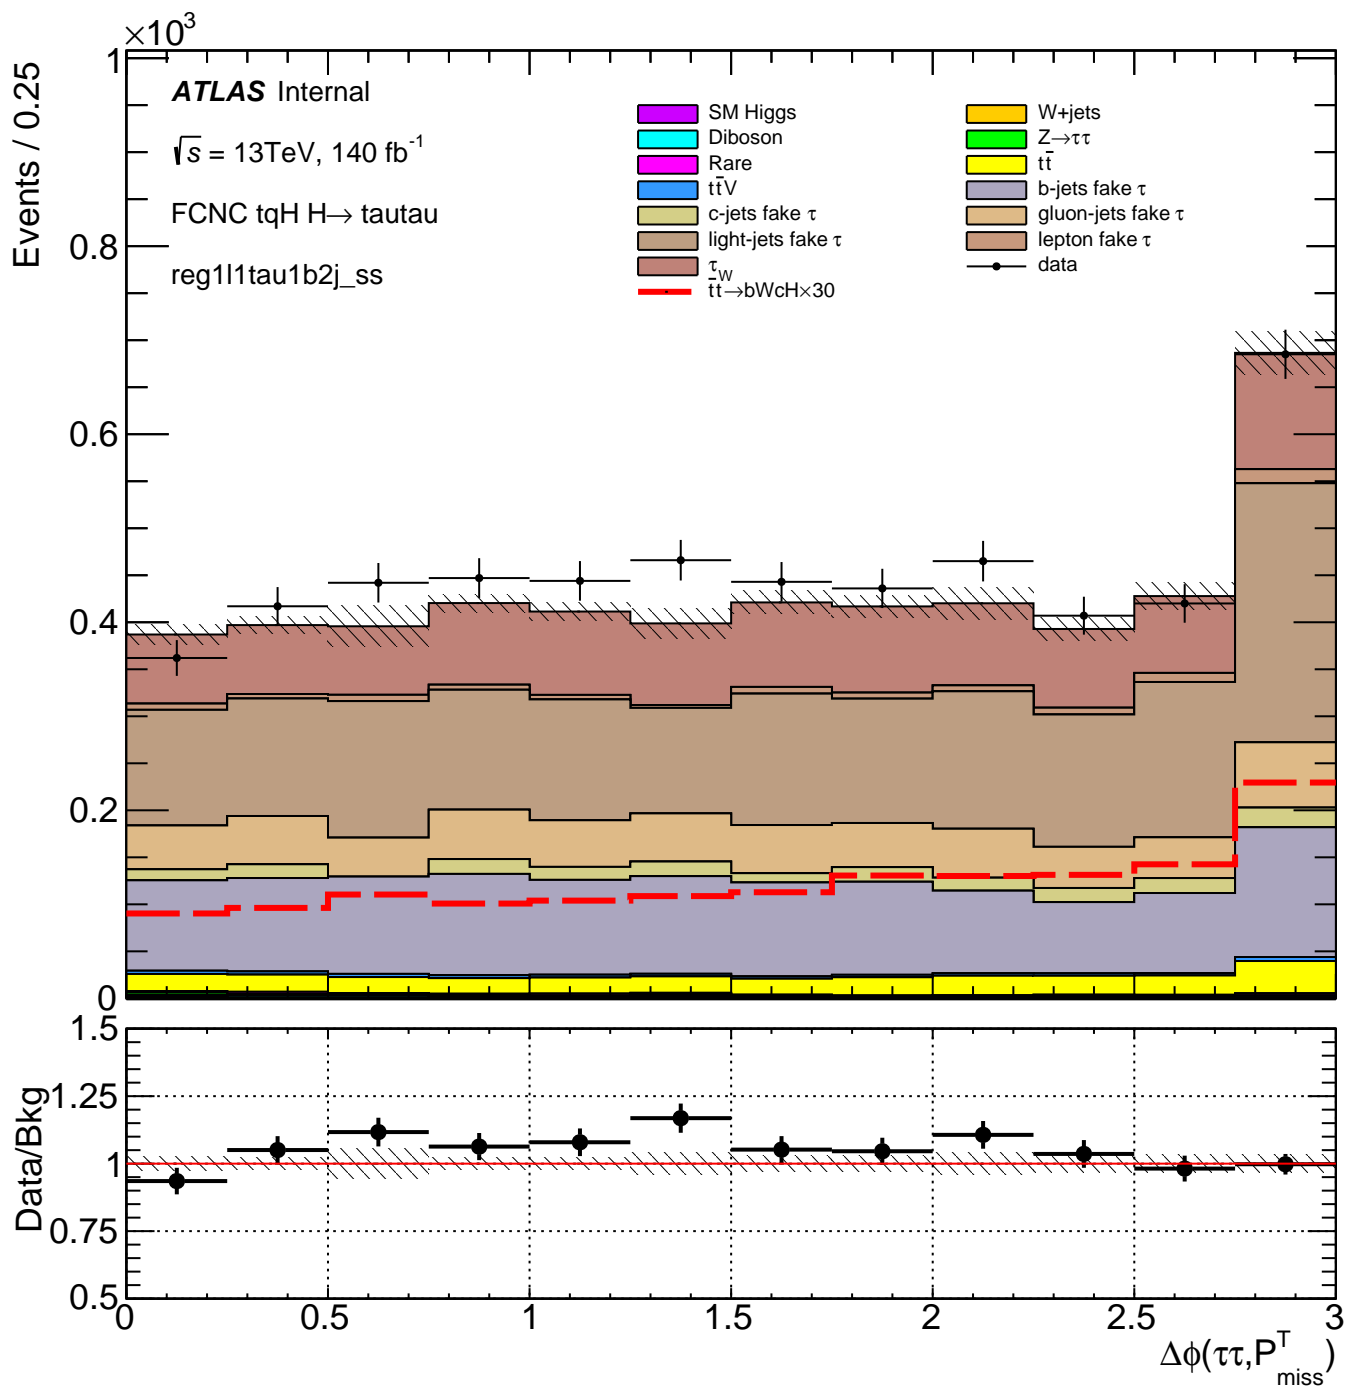 ×10³
Events / 0.25
1
0.8
0.6
0.4
0.2
0
ATLAS Internal
√s = 13TeV, 140 fb⁻¹
FCNC tqH H→ tautau
reg1l1tau1b2j_ss
SM Higgs
W+jets
Diboson
Z→ττ
Rare
tt̄
tt̄V
b-jets fake τ
c-jets fake τ
gluon-jets fake τ
light-jets fake τ
lepton fake τ
τ_W
data
t̄t→bWcH×30
Data/Bkg
1.5
1.25
1
0.75
0.5
0 0.5 1 1.5 2 2.5 3
Δϕ(ττ,P^T_miss)